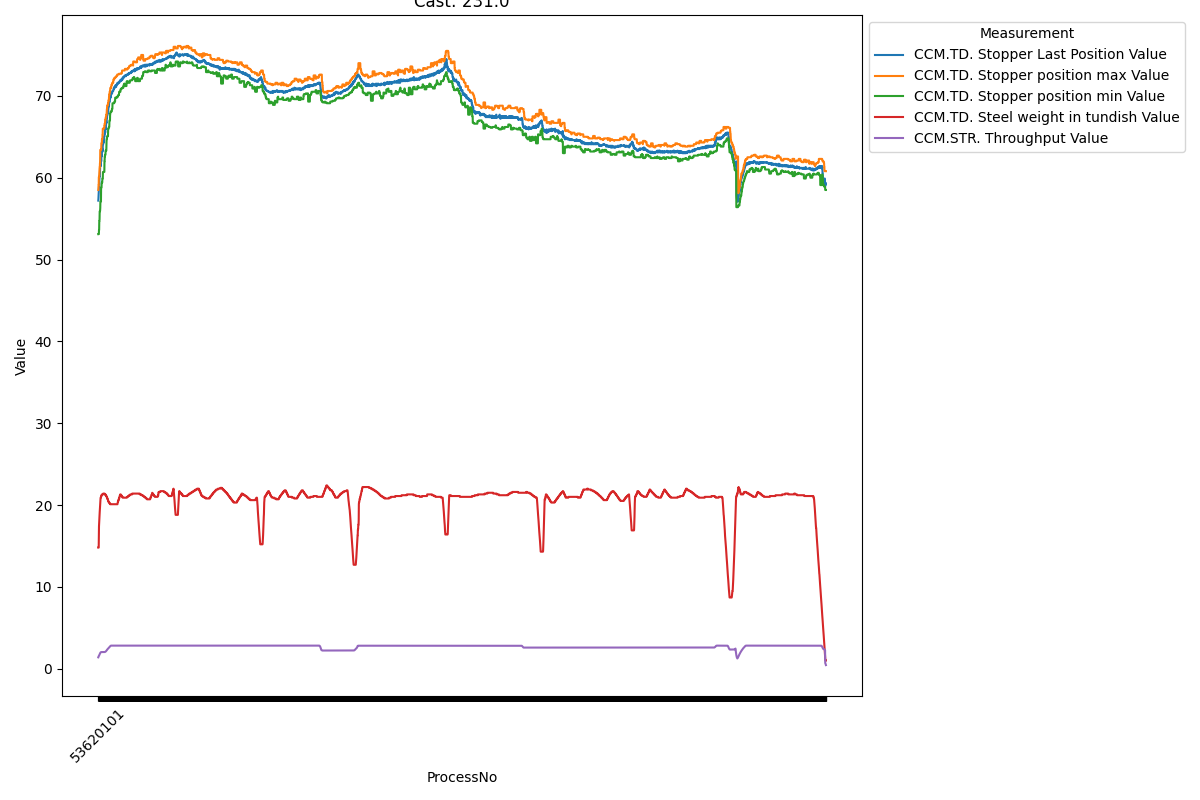 Cast: 231.0
Measurement
CCM.TD. Stopper Last Position Value
CCM.TD. Stopper position max Value
CCM.TD. Stopper position min Value
CCM.TD. Steel weight in tundish Value
CCM.STR. Throughput Value
Value
70
60
50
40
30
20
10
0
53620101
ProcessNo